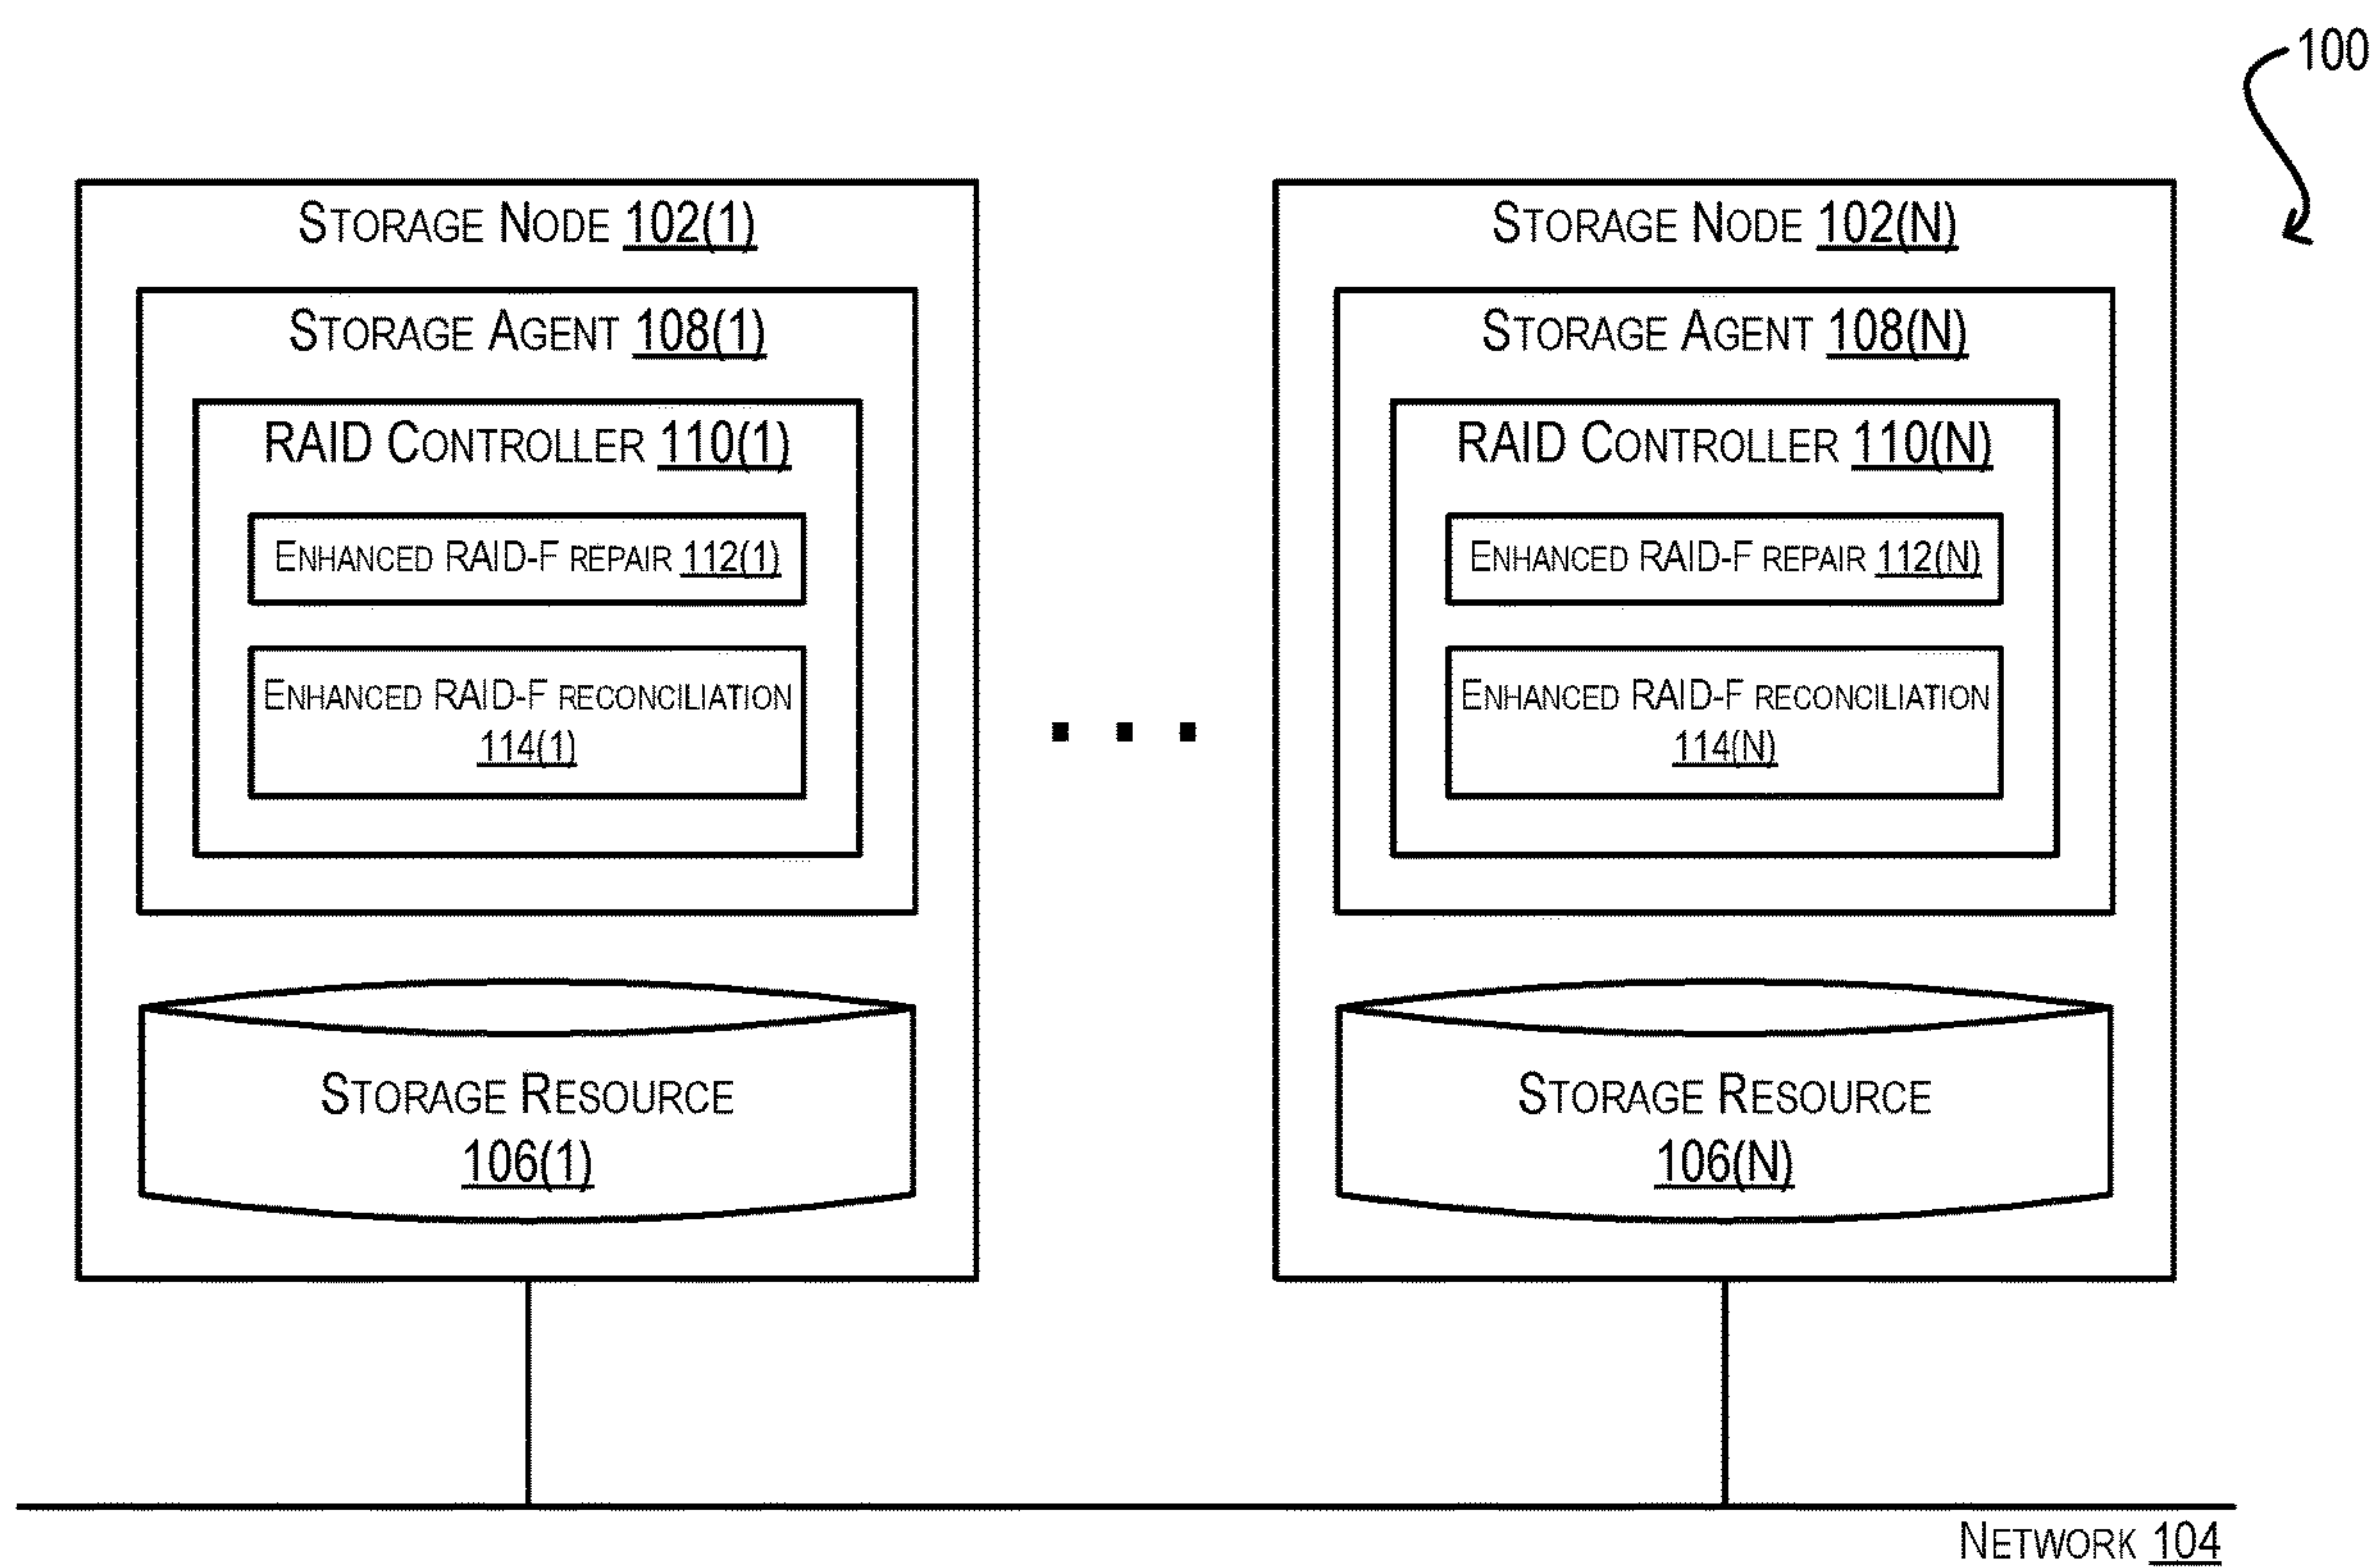 100
Storage Node 102(1)
Storage Agent 108(1)
RAID Controller 110(1)
Enhanced RAID-F repair 112(1)
Enhanced RAID-F reconciliation
114(1)
Storage Resource
106(1)
Storage Node 102(N)
Storage Agent 108(N)
RAID Controller 110(N)
Enhanced RAID-F repair 112(N)
Enhanced RAID-F reconciliation
114(N)
Storage Resource
106(N)
Network 104